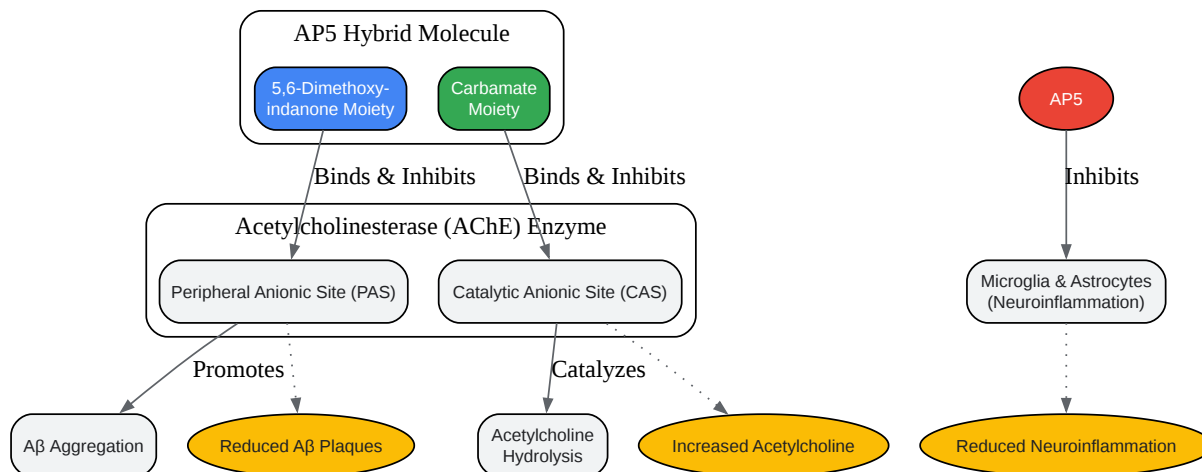 AP5 Hybrid Molecule
5,6-Dimethoxy-
indanone Moiety
Carbamate
Moiety
AP5
Binds & Inhibits
Binds & Inhibits
Inhibits
Acetylcholinesterase (AChE) Enzyme
Peripheral Anionic Site (PAS)
Catalytic Anionic Site (CAS)
Microglia & Astrocytes
(Neuroinflammation)
Promotes
Catalyzes
Aβ Aggregation
Reduced Aβ Plaques
Acetylcholine
Hydrolysis
Increased Acetylcholine
Reduced Neuroinflammation